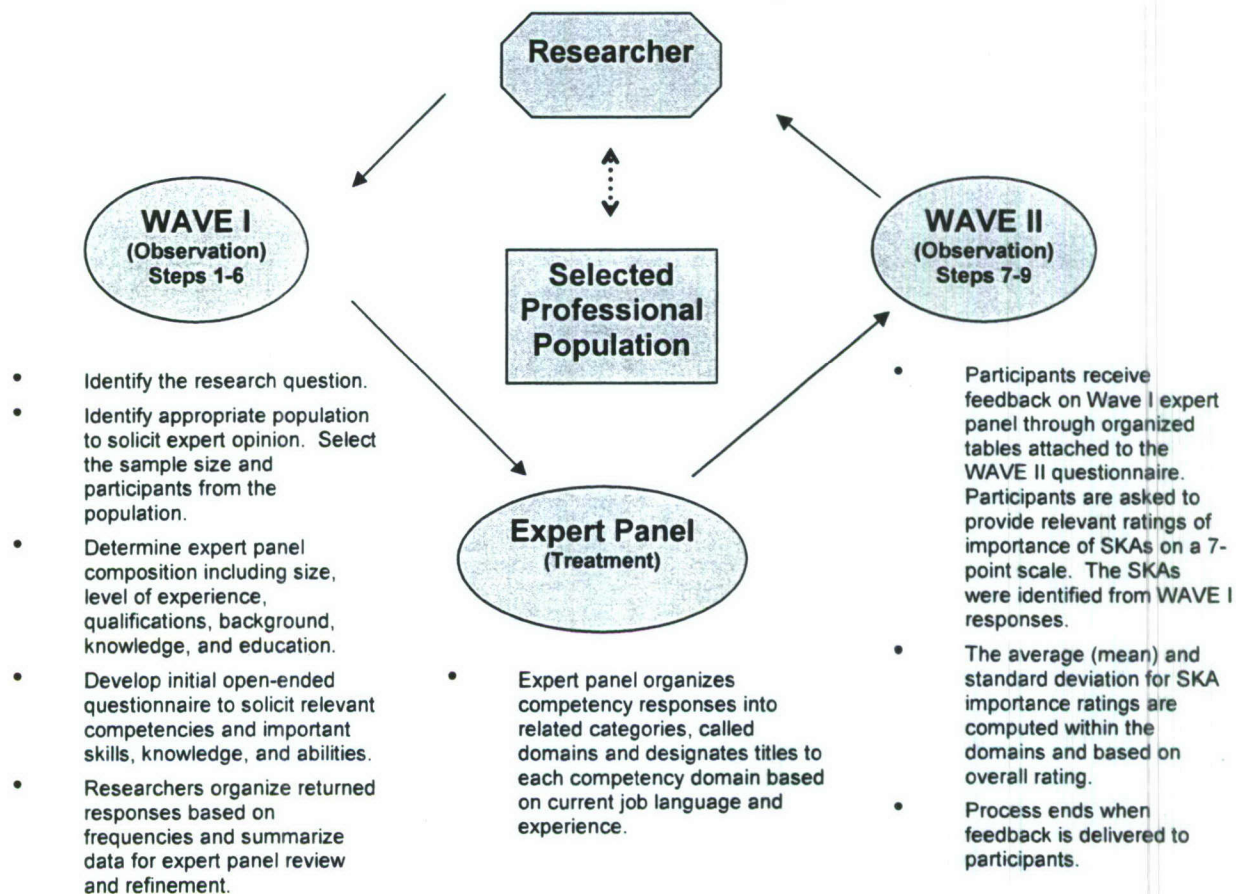 Researcher
WAVE I
(Observation)
Steps 1-6
WAVE II
(Observation)
Steps 7-9
Selected
Professional
Population
Expert Panel
(Treatment)
• Identify the research question.
• Identify appropriate population
to solicit expert opinion. Select
the sample size and
participants from the
population.
• Determine expert panel
composition including size,
level of experience,
qualifications, background,
knowledge, and education.
• Develop initial open-ended
questionnaire to solicit relevant
competencies and important
skills, knowledge, and abilities.
• Researchers organize returned
responses based on
frequencies and summarize
data for expert panel review
and refinement.
• Expert panel organizes
competency responses into
related categories, called
domains and designates titles to
each competency domain based
on current job language and
experience.
• Participants receive
feedback on Wave I expert
panel through organized
tables attached to the
WAVE II questionnaire.
Participants are asked to
provide relevant ratings of
importance of SKAs on a 7-
point scale. The SKAs
were identified from WAVE I
responses.
• The average (mean) and
standard deviation for SKA
importance ratings are
computed within the
domains and based on
overall rating.
• Process ends when
feedback is delivered to
participants.